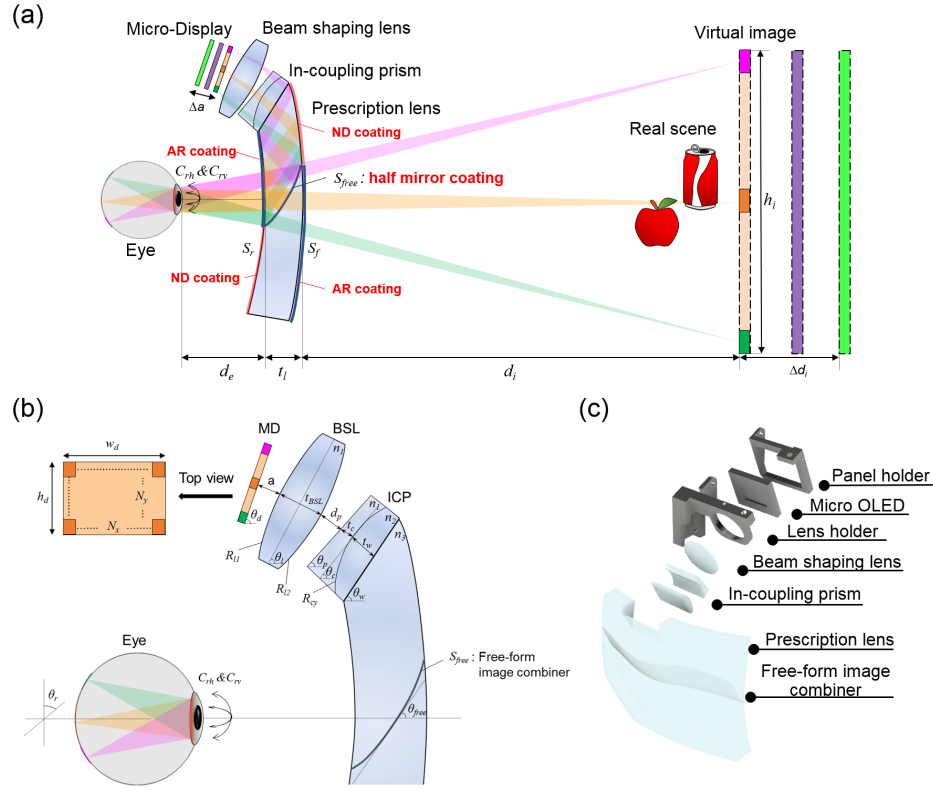 (a)
Micro-Display
Beam shaping lens
In-coupling prism
Prescription lens
Δa
ND coating
AR coating
C_rh & C_rv
S_free : half mirror coating
Eye
S_r
S_f
ND coating
AR coating
Real scene
Virtual image
h_i
d_e
t_l
d_i
Δd_i
(b)
w_d
h_d
N_y
N_x
Top view
MD
BSL
ICP
a
t_BSL
d_p
t_c
t_w
n_1
n_1
n_2
n_3
θ_d
R_l1
θ_l
R_l2
θ_p
θ_c
R_cy
θ_w
Eye
θ_r
C_rh & C_rv
S_free : Free-form
image combiner
θ_free
(c)
Panel holder
Micro OLED
Lens holder
Beam shaping lens
In-coupling prism
Prescription lens
Free-form image
combiner